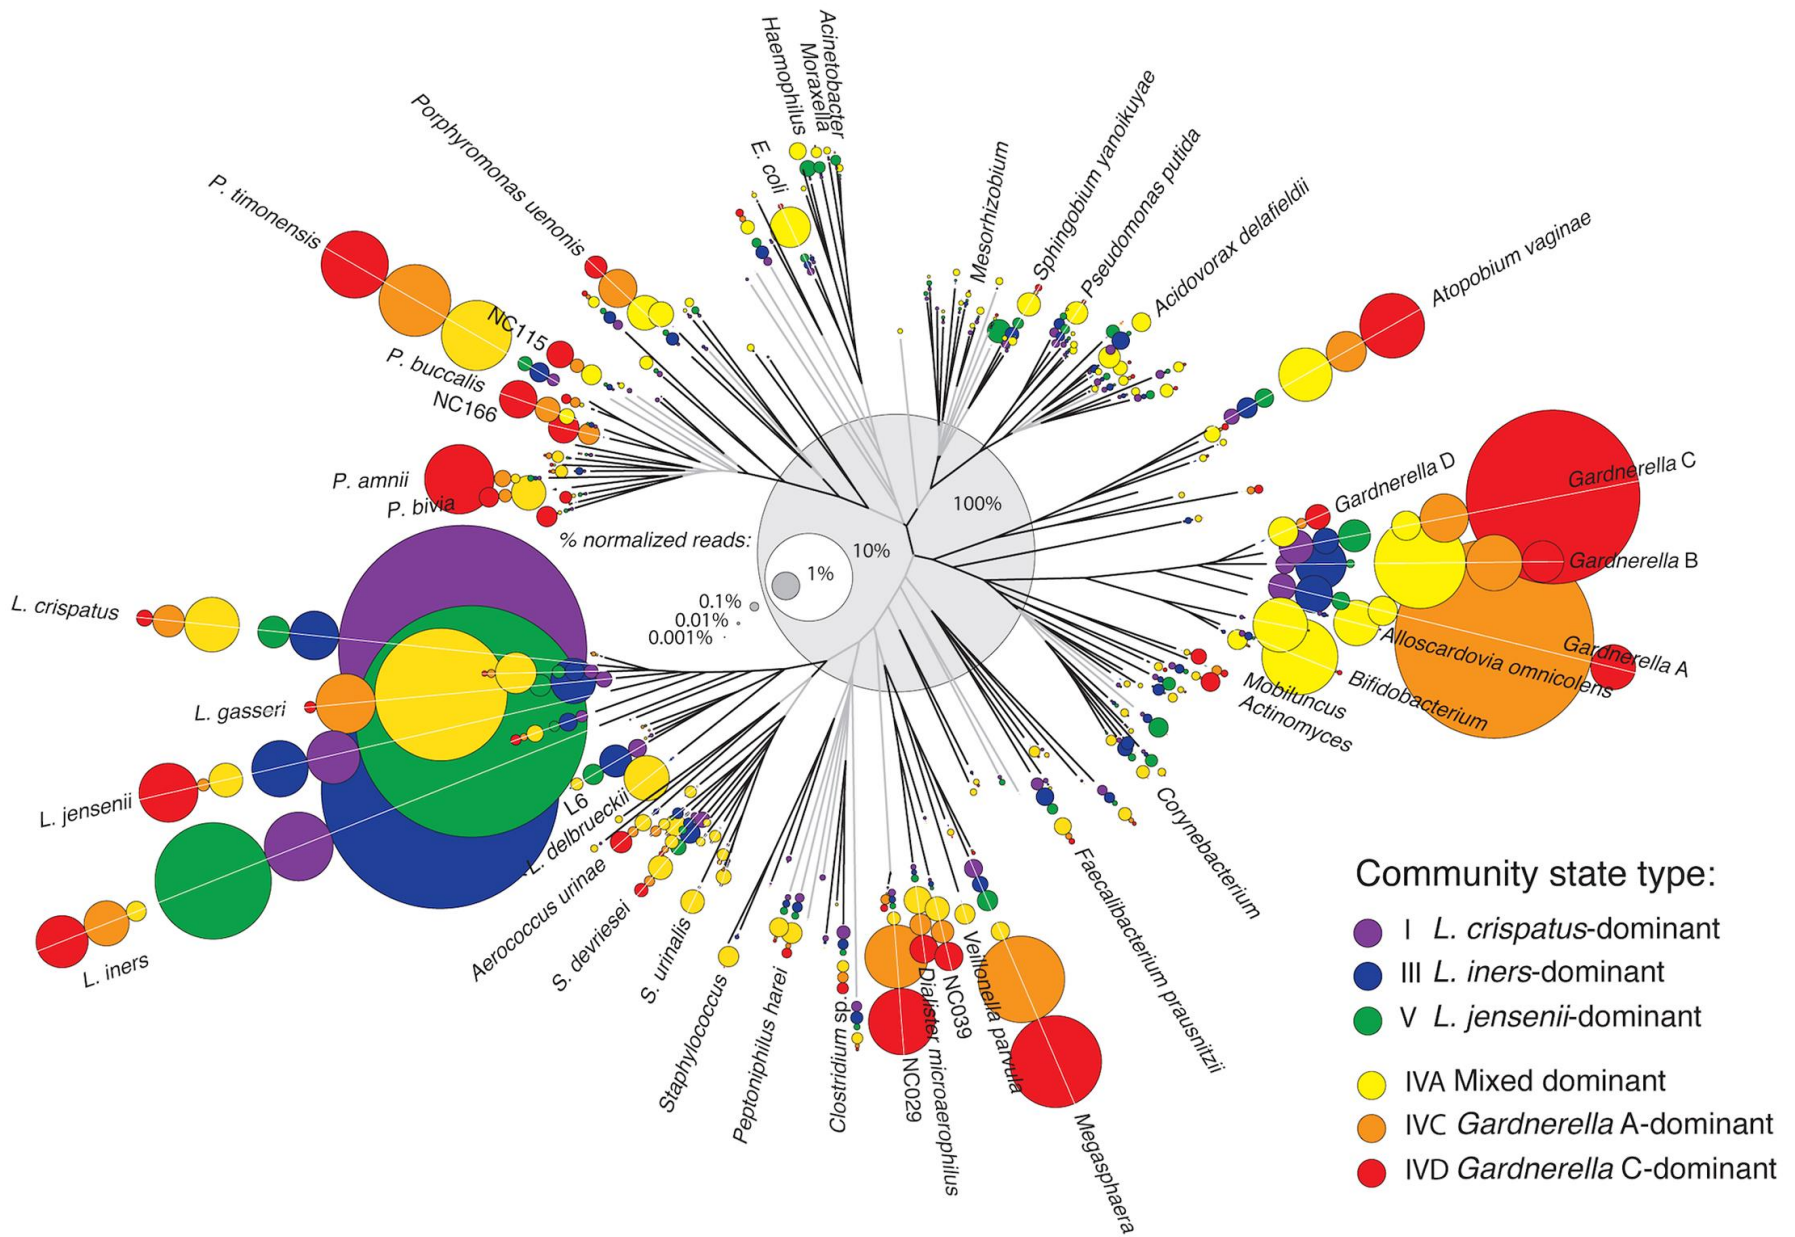 Haemophilus
Moraxella
Acinetobacter
E. coli
Porphyromonas uenonis
P. timonensis
NC115
P. buccalis
NC166
P. amnii
P. bivia
Mesorhizobium
Sphingobium yanoikuyae
Pseudomonas putida
Acidovorax delafieldii
Atopobium vaginae
Gardnerella D
Gardnerella C
Gardnerella B
Gardnerella A
Alloscardovia omnicolens
Bifidobacterium
Mobiluncus
Actinomyces
% normalized reads:
100%
10%
1%
0.1%
0.01%
0.001%
L. crispatus
L. gasseri
L. jensenii
L. iners
L6
L. delbrueckii
Aerococcus urinae
S. devriesei
S. urinalis
Staphylococcus
Peptoniphilus harei
Clostridium sp.
NC029
Dialister microaerophilus
NC039
Veillonella parvula
Megasphaera
Faecalibacterium prausnitzii
Corynebacterium
Community state type:
I L. crispatus-dominant
III L. iners-dominant
V L. jensenii-dominant
IVA Mixed dominant
IVC Gardnerella A-dominant
IVD Gardnerella C-dominant